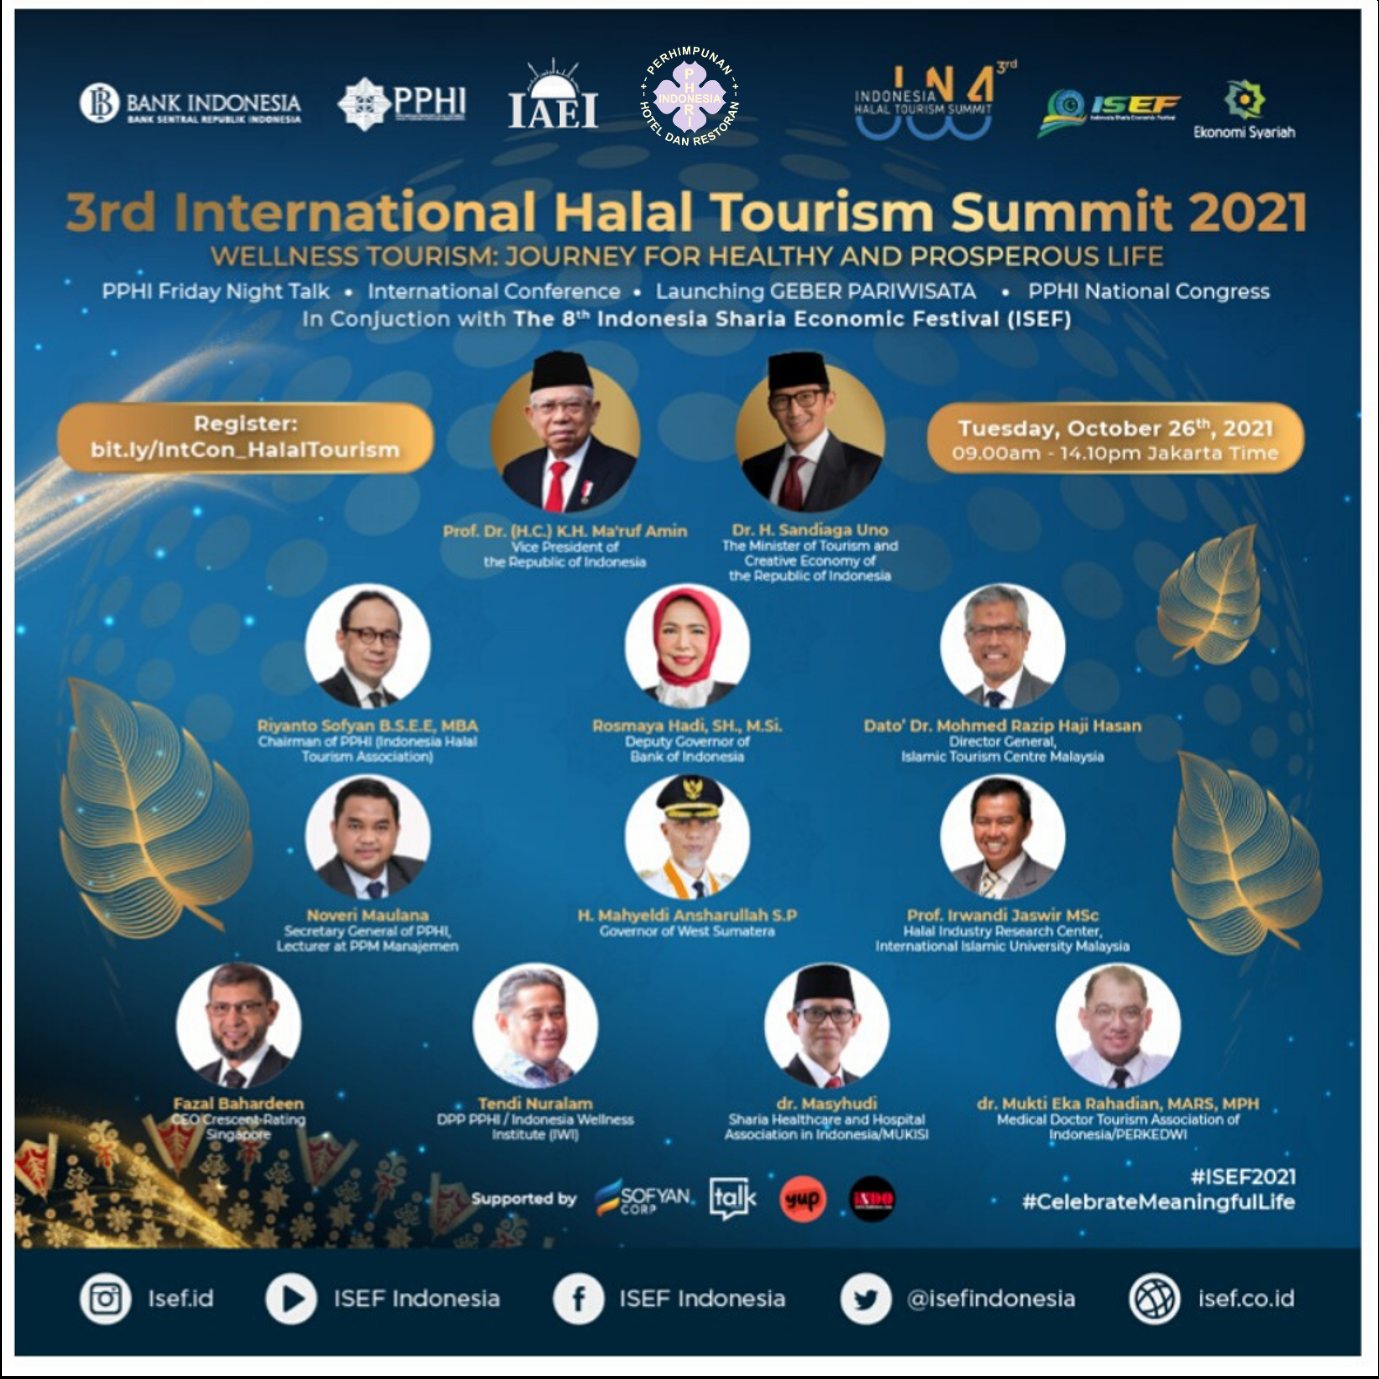 BANK INDONESIA
BANK SENTRAL REPUBLIK INDONESIA
PPHI
IAEI
PERHIMPUNAN
PHRI
INDONESIA
HOTEL DAN RESTORAN
INA 3rd
INDONESIA
HALAL TOURISM SUMMIT
ISEF
Indonesia Sharia Economic Festival
Ekonomi Syariah
3rd International Halal Tourism Summit 2021
WELLNESS TOURISM: JOURNEY FOR HEALTHY AND PROSPEROUS LIFE
PPHI Friday Night Talk • International Conference • Launching GEBER PARIWISATA • PPHI National Congress
In Conjuction with The 8th Indonesia Sharia Economic Festival (ISEF)
Register:
bit.ly/IntCon_HalalTourism
Tuesday, October 26th, 2021
09.00am - 14.10pm Jakarta Time
Prof. Dr. (H.C.) K.H. Ma'ruf Amin
Vice President of
the Republic of Indonesia
Dr. H. Sandiaga Uno
The Minister of Tourism and
Creative Economy of
the Republic of Indonesia
Riyanto Sofyan B.S.E.E, MBA
Chairman of PPHI (Indonesia Halal
Tourism Association)
Rosmaya Hadi, SH., M.Si.
Deputy Governor of
Bank of Indonesia
Dato' Dr. Mohmed Razip Haji Hasan
Director General,
Islamic Tourism Centre Malaysia
Noveri Maulana
Secretary General of PPHI,
Lecturer at PPM Manajemen
H. Mahyeldi Ansharullah S.P
Governor of West Sumatera
Prof. Irwandi Jaswir MSc
Halal Industry Research Center,
International Islamic University Malaysia
Fazal Bahardeen
CEO Crescent-Rating
Singapore
Tendi Nuralam
DPP PPHI / Indonesia Wellness
Institute (IWI)
dr. Masyhudi
Sharia Healthcare and Hospital
Association in Indonesia/MUKISI
dr. Mukti Eka Rahadian, MARS, MPH
Medical Doctor Tourism Association of
Indonesia/PERKEDWI
#ISEF2021
#CelebrateMeaningfulLife
Supported by
SOFYAN
CORP
talk
yup
INDO
Isef.id
ISEF Indonesia
ISEF Indonesia
@isefindonesia
isef.co.id